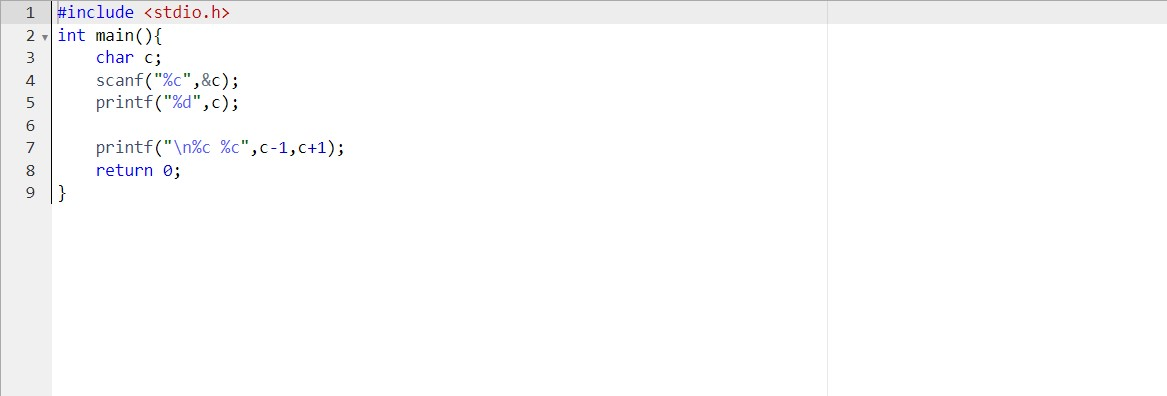 1 #include <stdio.h>
2 int main(){
3     char c;
4     scanf("%c",&c);
5     printf("%d",c);
6
7     printf("\n%c %c",c-1,c+1);
8     return 0;
9 }